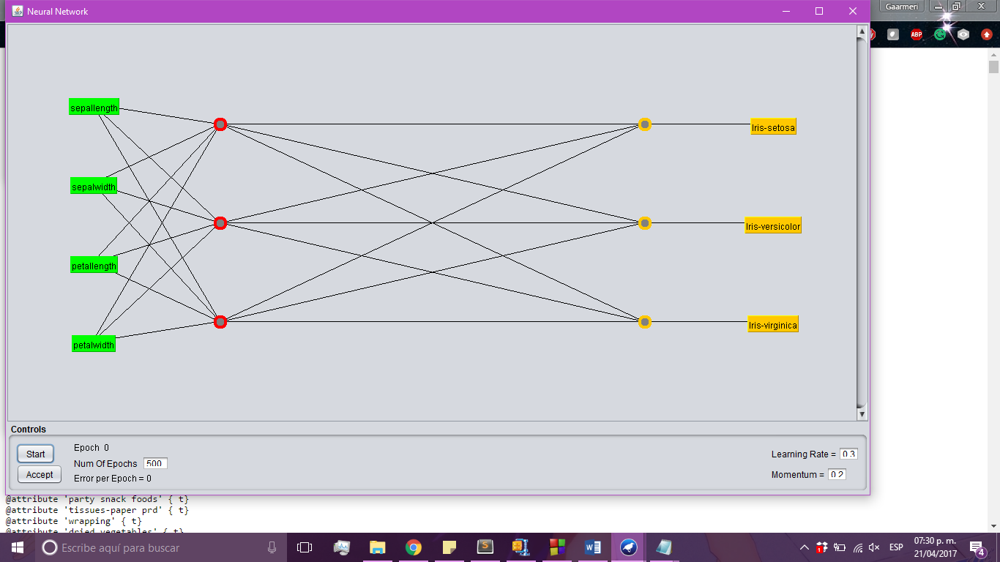 Neural Network
Gaarmeri
ABP
sepallength
Iris-setosa
sepalwidth
Iris-versicolor
petallength
Iris-virginica
petalwidth
Controls
Start
Accept
Epoch 0
Num Of Epochs 500
Error per Epoch = 0
Learning Rate = 0.3
Momentum = 0.2
@attribute 'party snack foods' { t}
@attribute 'tissues-paper prd' { t}
@attribute 'wrapping' { t}
@attribute 'dried vegetables' { t}
Escribe aquí para buscar
ESP
07:30 p. m.
21/04/2017
4